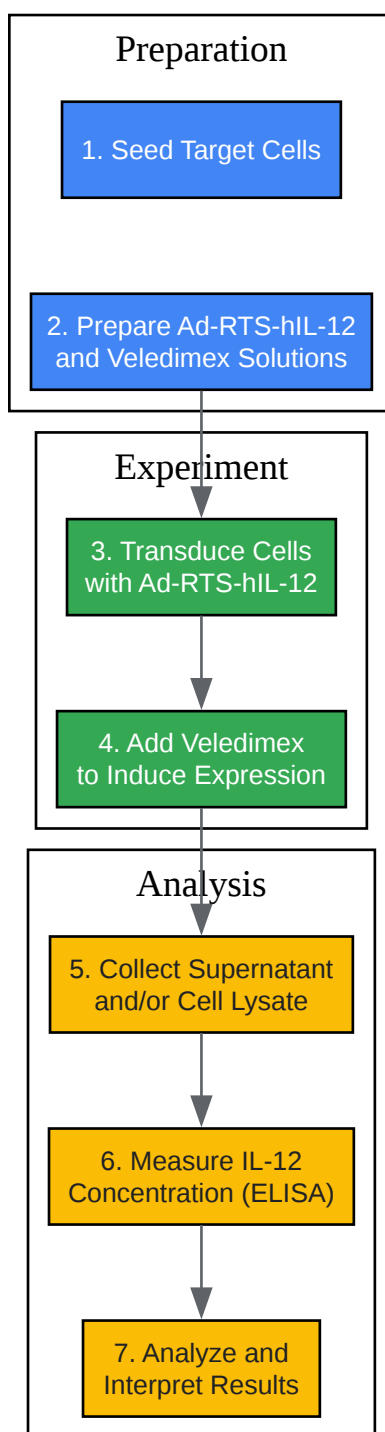 Preparation
1. Seed Target Cells
2. Prepare Ad-RTS-hIL-12
and Veledimex Solutions
Experiment
3. Transduce Cells
with Ad-RTS-hIL-12
4. Add Veledimex
to Induce Expression
Analysis
5. Collect Supernatant
and/or Cell Lysate
6. Measure IL-12
Concentration (ELISA)
7. Analyze and
Interpret Results